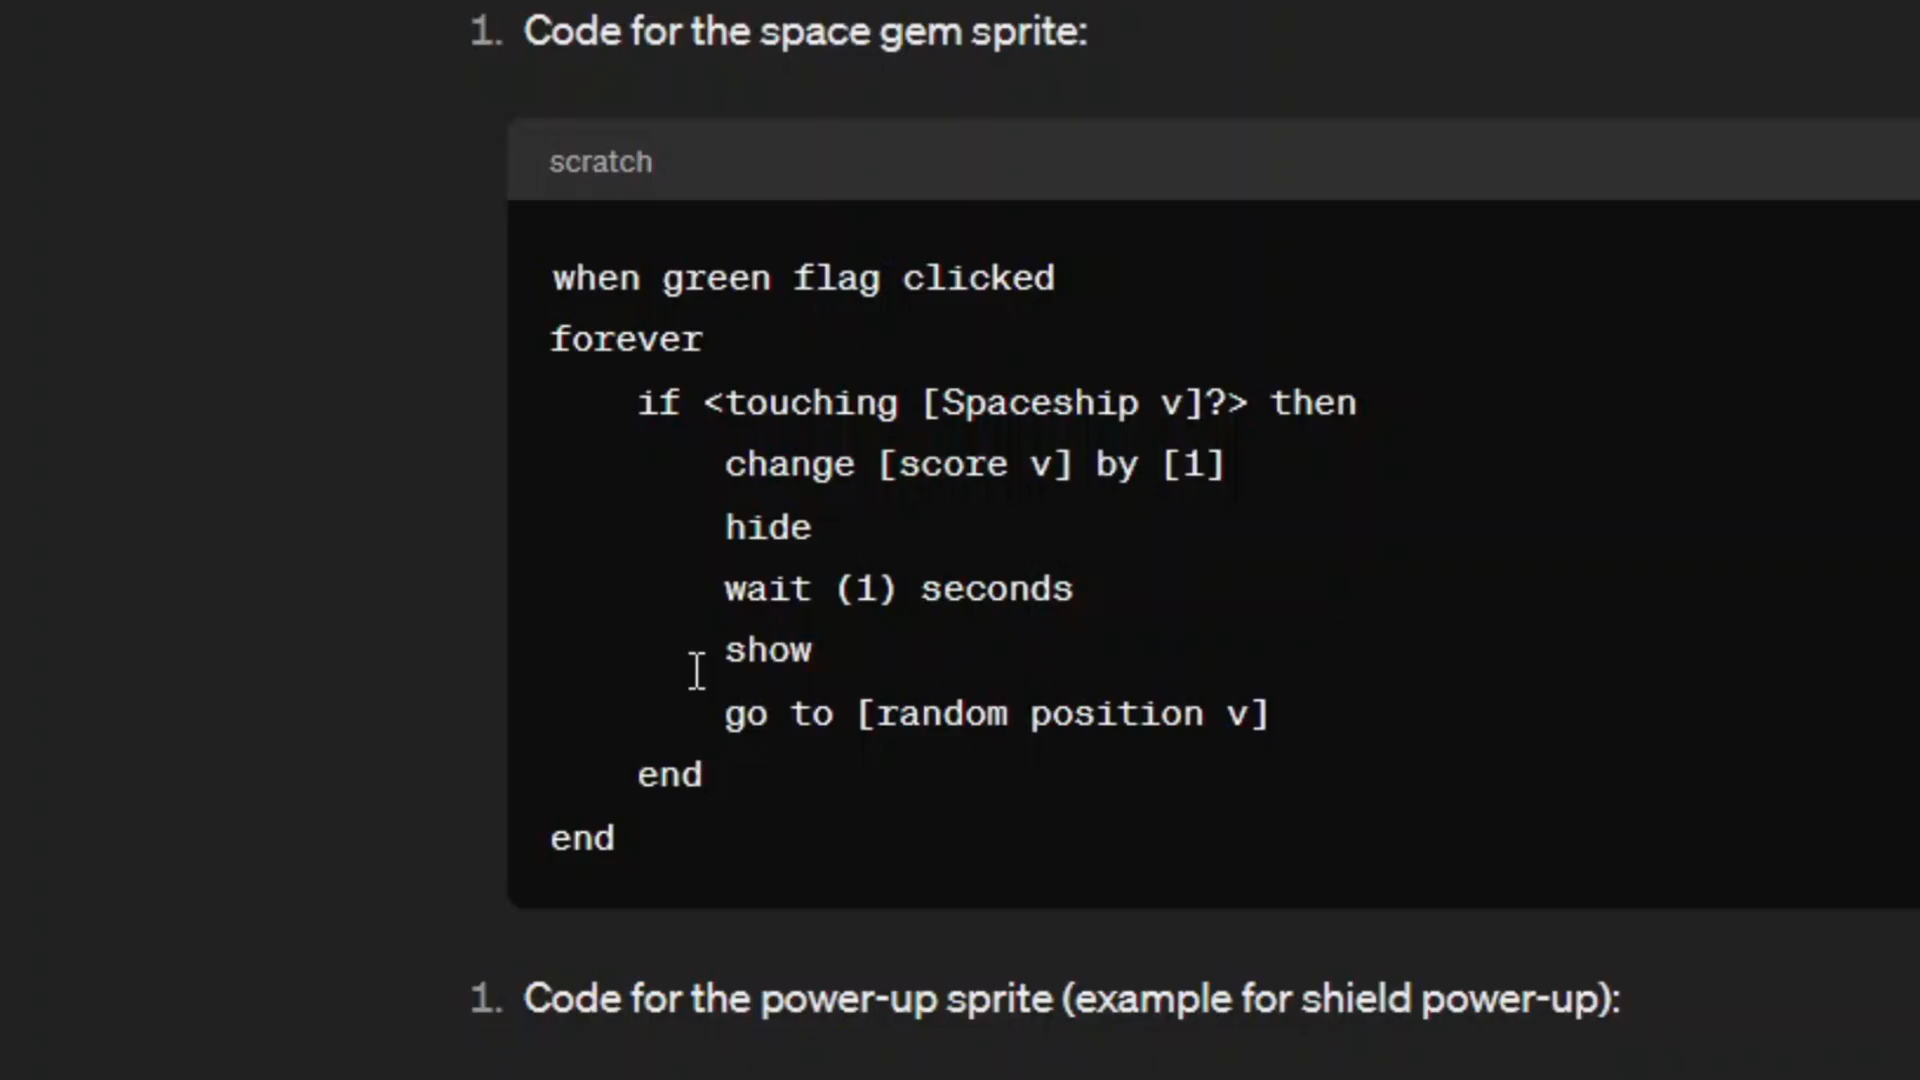 1. Code for the space gem sprite:
scratch
when green flag clicked
forever
if <touching [Spaceship v]?> then
change [score v] by [1]
hide
wait (1) seconds
show
go to [random position v]
end
end
1. Code for the power-up sprite (example for shield power-up):